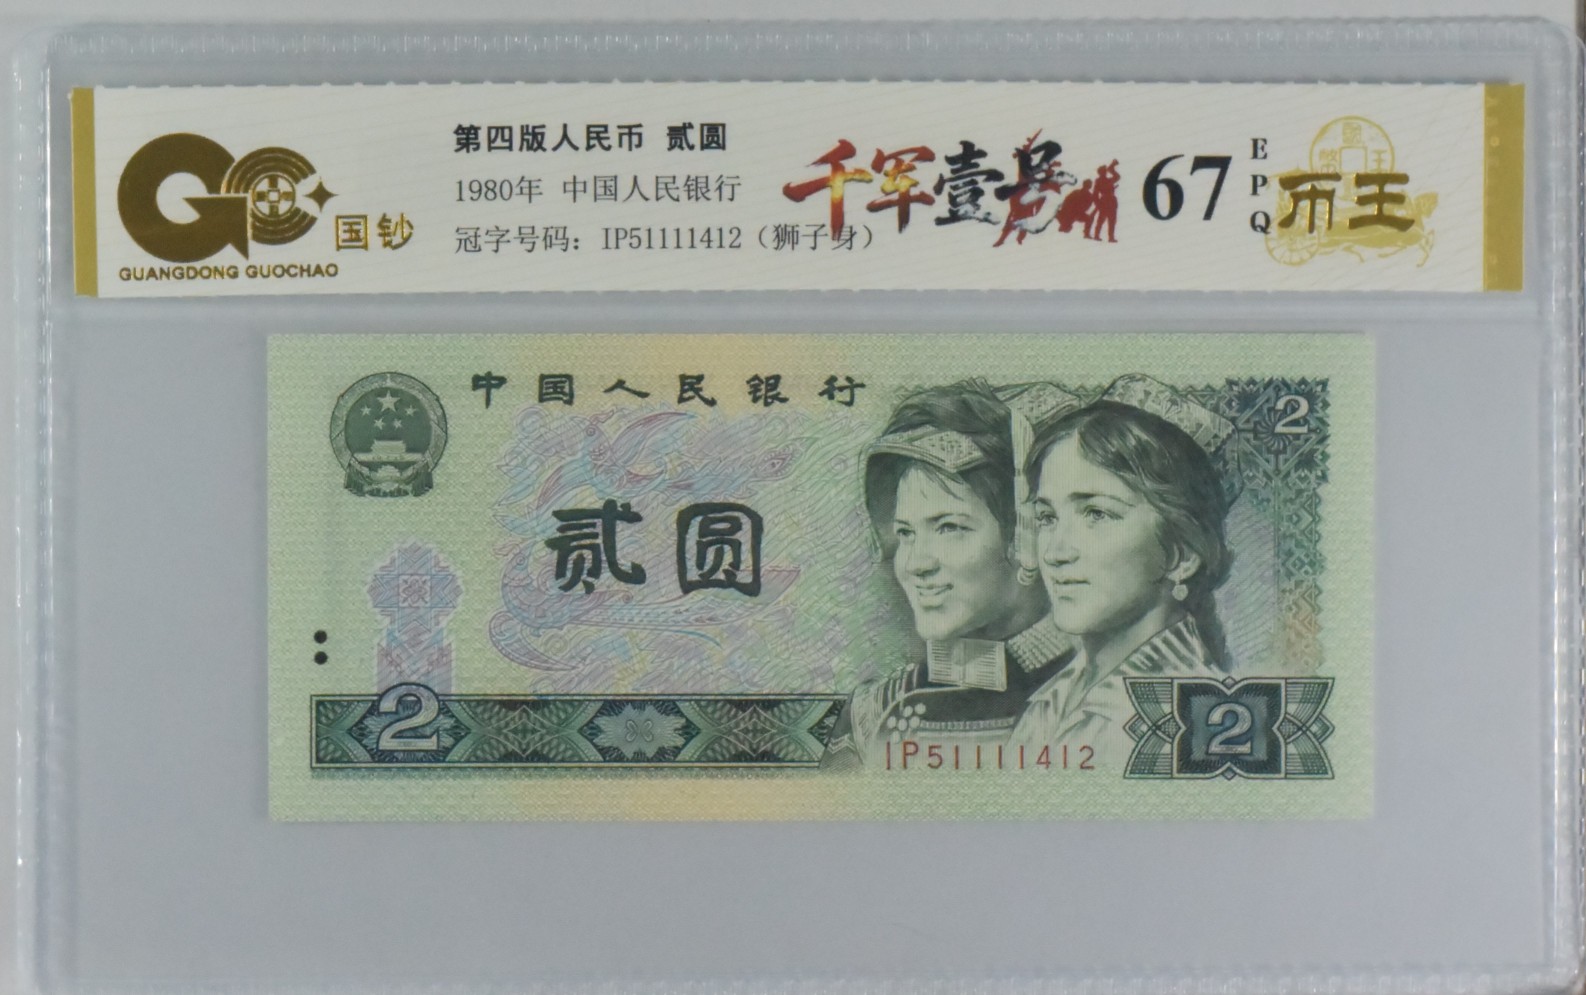 国钞
GUANGDONG GUOCHAO
第四版人民币 贰圆
1980年 中国人民银行
冠字号码：IP51111412（狮子身）
千军壹号
67
EPQ
币王
中国人民银行
2
贰圆
2
IP51111412
2